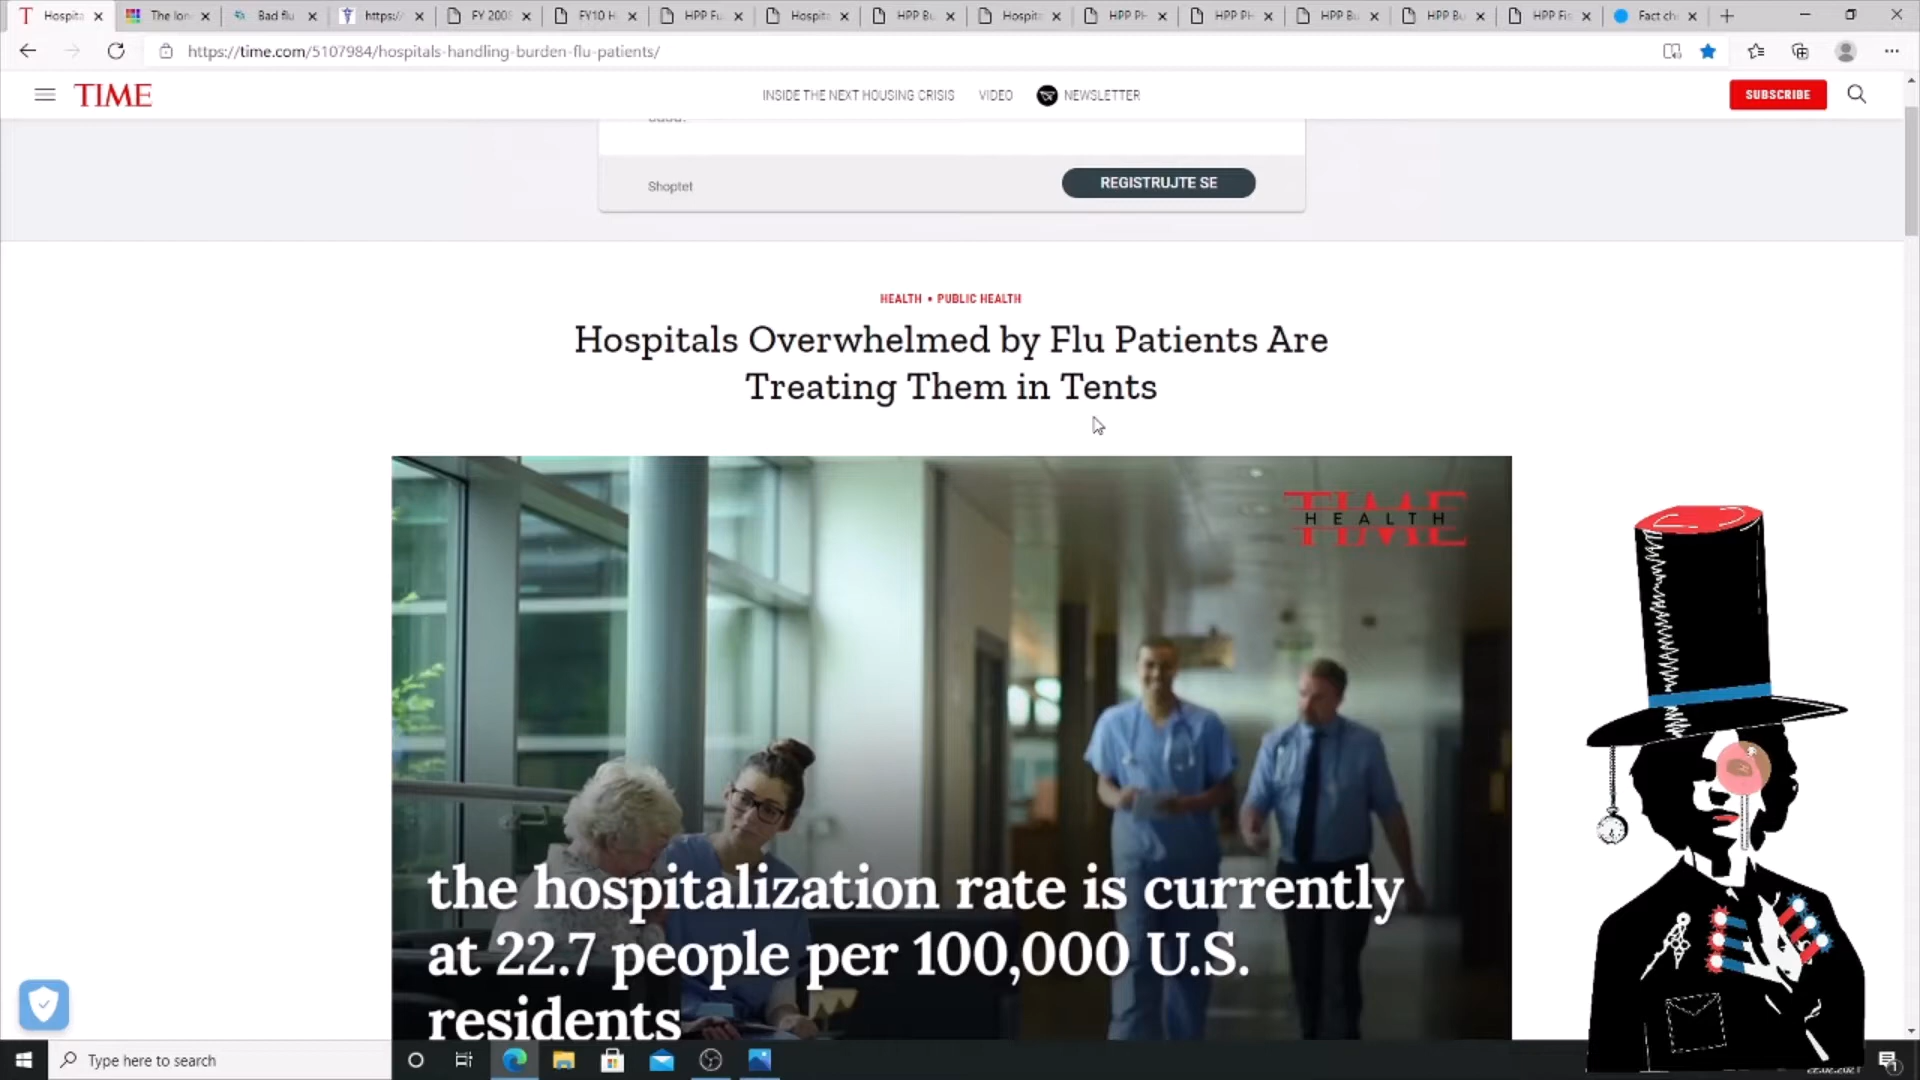 Hospita
The lon
Bad flu
https:/
FY 200
FY10 H
HPP Fu
Hospita
HPP Bu
Hospita
HPP PH
HPP PH
HPP Bu
HPP Bu
HPP Fis
Fact ch
https://time.com/5107984/hospitals-handling-burden-flu-patients/
TIME
INSIDE THE NEXT HOUSING CRISIS
VIDEO
NEWSLETTER
SUBSCRIBE
Shoptet
REGISTRUJTE SE
HEALTH • PUBLIC HEALTH
Hospitals Overwhelmed by Flu Patients Are
Treating Them in Tents
TIME
HEALTH
the hospitalization rate is currently
at 22.7 people per 100,000 U.S.
residents
Type here to search
1